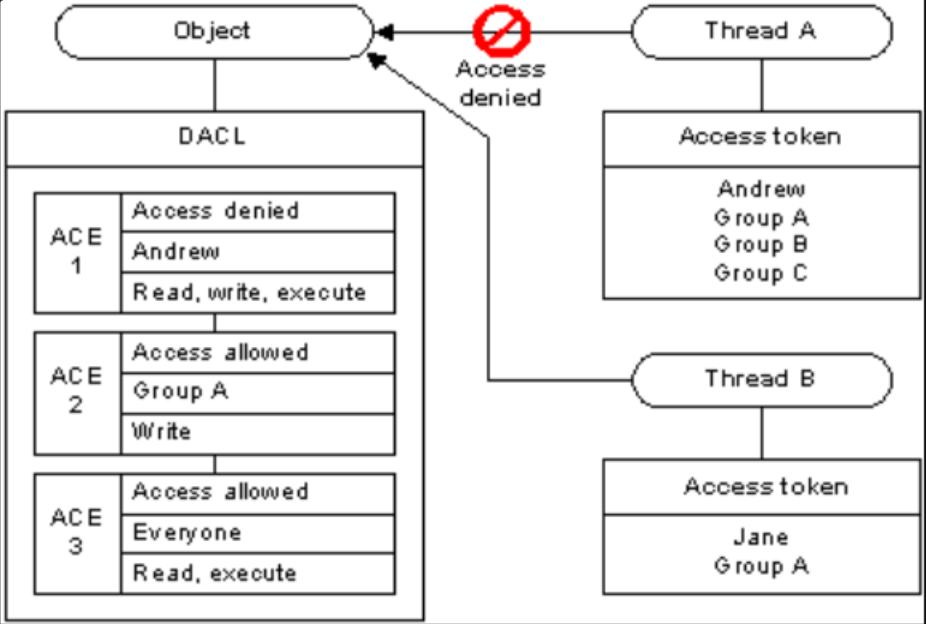 Object
Access
denied
Thread A
DACL
Access token
Andrew
Group A
Group B
Group C
ACE
1
Access denied
Andrew
Read, write, execute
ACE
2
Access allowed
Group A
Write
ACE
3
Access allowed
Everyone
Read, execute
Thread B
Access token
Jane
Group A